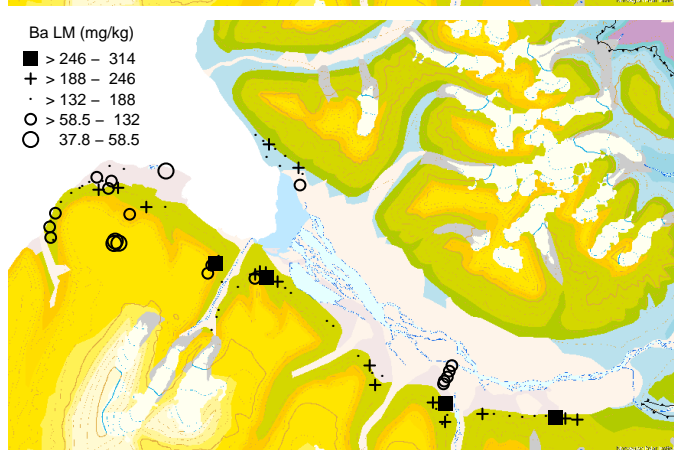 Ba LM (mg/kg)
> 246 – 314
> 188 – 246
> 132 – 188
> 58.5 – 132
37.8 – 58.5